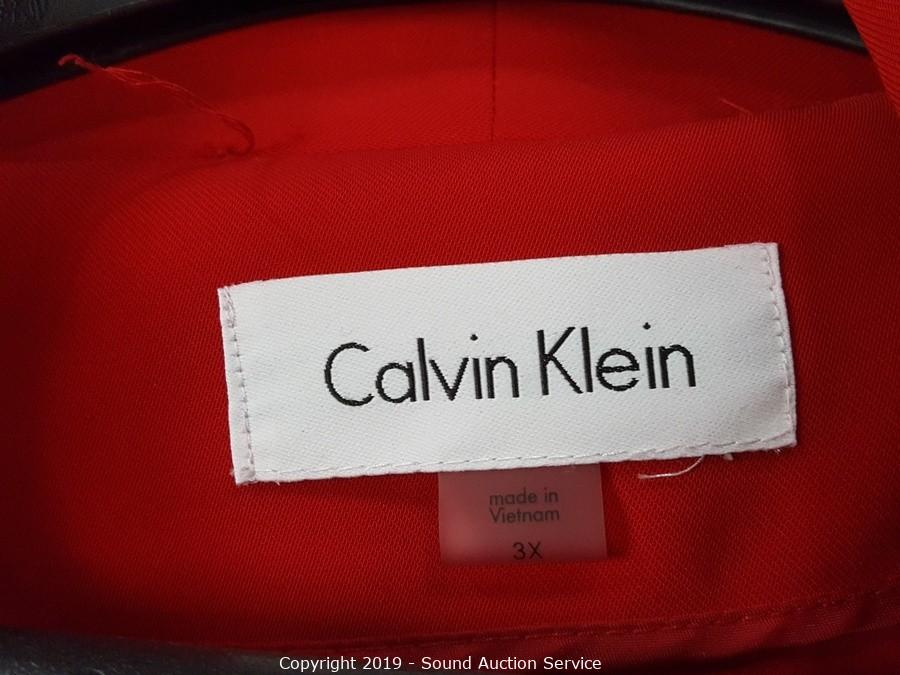 Calvin Klein
made in
Vietnam
3X
Copyright 2019 - Sound Auction Service